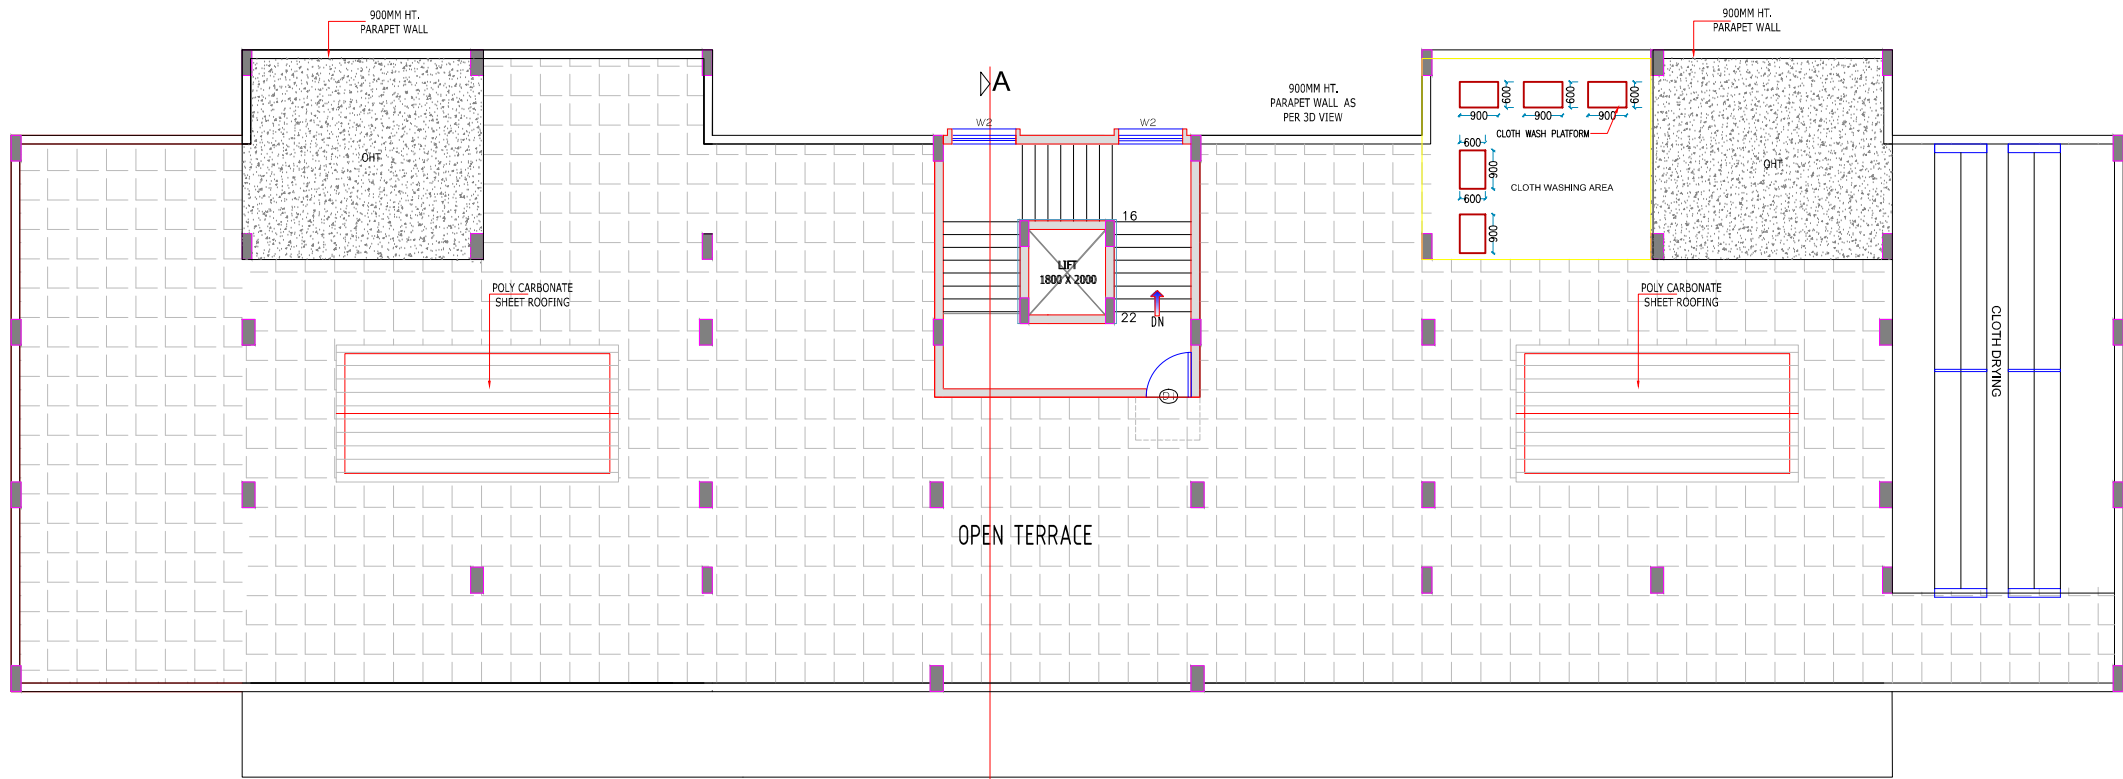 900MM HT.
PARAPET WALL
900MM HT.
PARAPET WALL
A
900MM HT.
PARAPET WALL AS
PER 3D VIEW
W2
W2
600
600
600
900
900
900
CLOTH WASH PLATFORM
600
900
CLOTH WASHING AREA
600
900
OHT
OHT
16
LIFT
1800 X 2000
22
DN
POLY CARBONATE
SHEET ROOFING
POLY CARBONATE
SHEET ROOFING
CLOTH DRYING
OPEN TERRACE